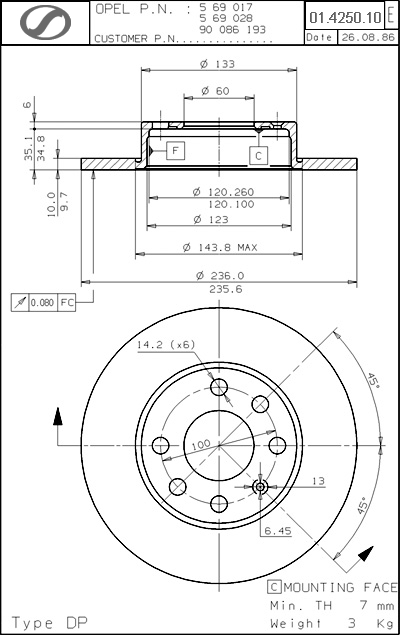 OPEL P.N. : 5 69 017
5 69 028
90 086 193
CUSTOMER P.N...............
01.4250.10 E
Date 26.08.86
Ø 133
Ø 60
6
35.1
34.8
F
C
10.0
9.7
Ø 120.260
120.100
Ø 123
Ø 143.8 MAX
Ø 236.0
235.6
0.080 FC
14.2 (x6)
45°
100
13
45°
6.45
C MOUNTING FACE
Min. TH 7 mm
Type DP
Weight 3 Kg